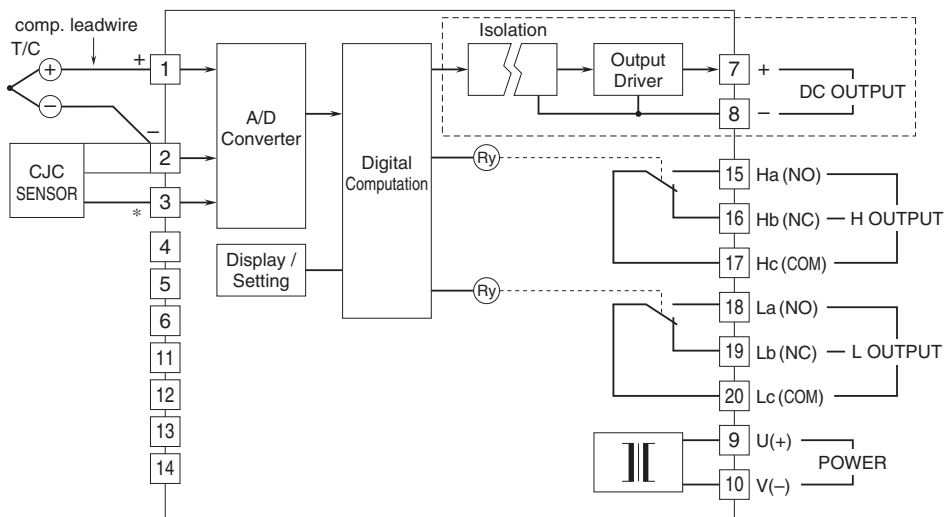 comp. leadwire
T/C
+
−
+
−
1
2
3
*
4
5
6
11
12
13
14
CJC
SENSOR
A/D
Converter
Display /
Setting
Digital
Computation
Isolation
Output
Driver
7 +
8 −
DC OUTPUT
Ry
15 Ha (NO)
16 Hb (NC)
17 Hc (COM)
H OUTPUT
Ry
18 La (NO)
19 Lb (NC)
20 Lc (COM)
L OUTPUT
9 U(+)
10 V(–)
POWER